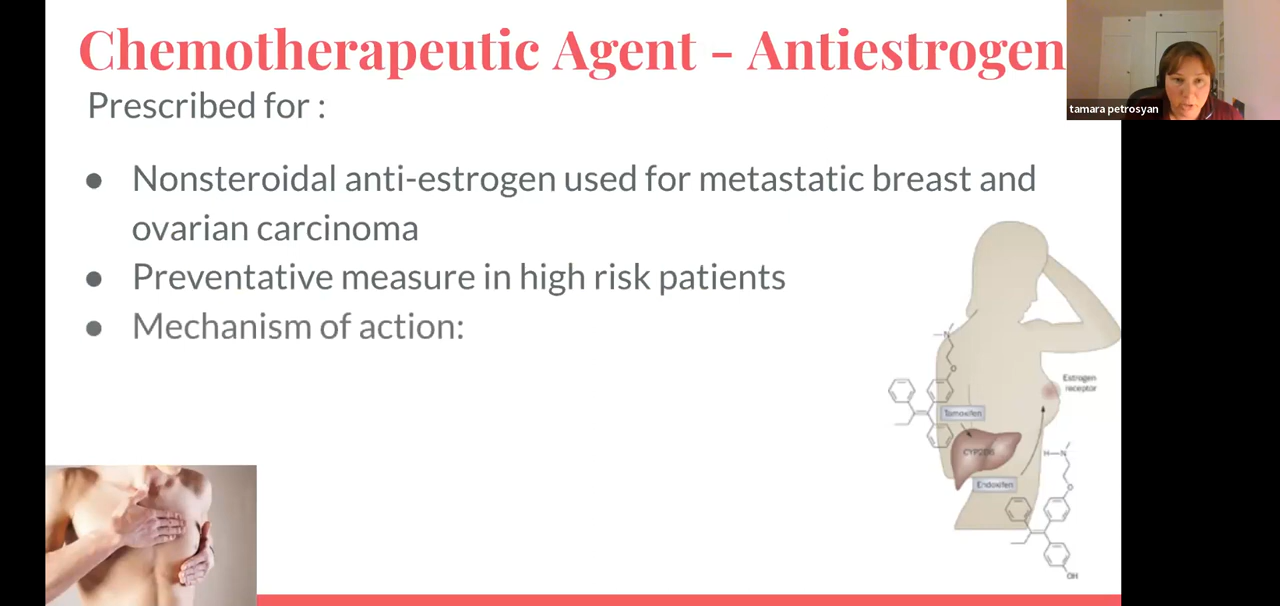 Chemotherapeutic Agent - Antiestrogen
tamara petrosyan
Prescribed for :
● Nonsteroidal anti-estrogen used for metastatic breast and
ovarian carcinoma
● Preventative measure in high risk patients
● Mechanism of action:
Estrogen
receptor
Tamoxifen
CYP2D6
Endoxifen
N
O
H-N
O
OH